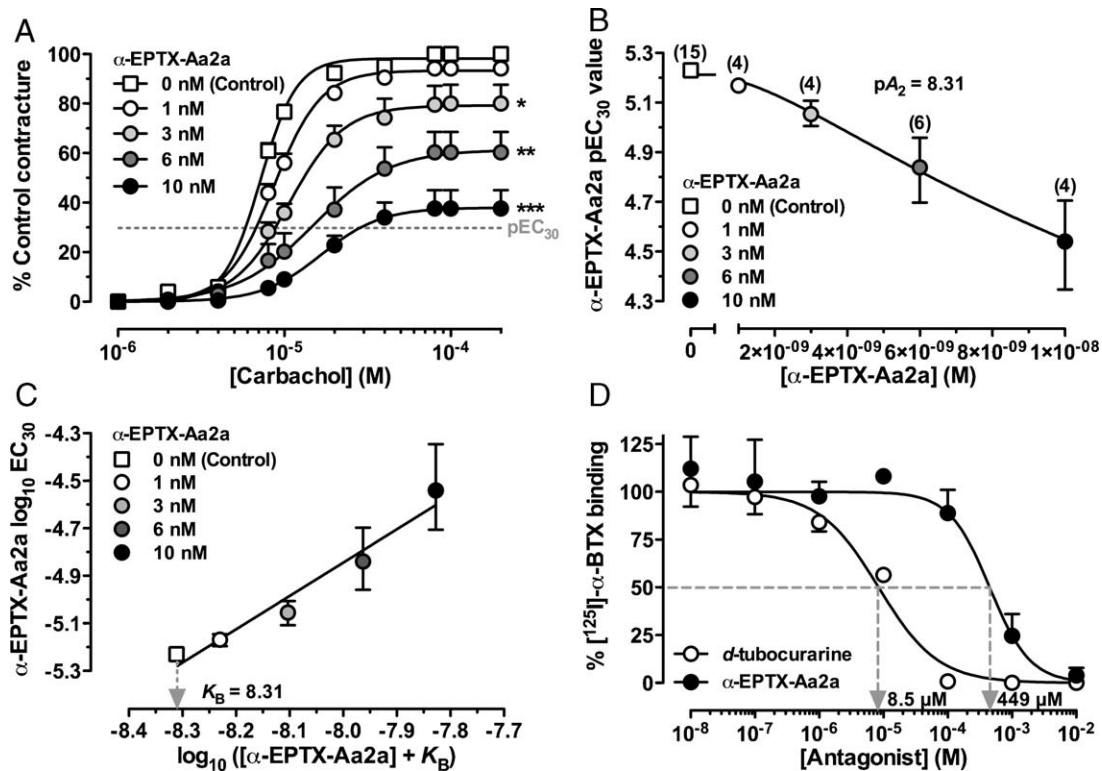 A
α-EPTX-Aa2a
0 nM (Control)
1 nM
3 nM
6 nM
10 nM
*
**
***
pEC30
% Control contracture
100
80
60
40
20
0
10-6
10-5
10-4
[Carbachol] (M)
B
α-EPTX-Aa2a pEC30 value
5.3
5.1
4.9
4.7
4.5
4.3
(15)
(4)
(4)
(6)
(4)
pA2 = 8.31
α-EPTX-Aa2a
0 nM (Control)
1 nM
3 nM
6 nM
10 nM
0
2×10-09 4×10-09 6×10-09 8×10-09 1×10-08
[α-EPTX-Aa2a] (M)
C
α-EPTX-Aa2a log10 EC30
-4.3
-4.5
-4.7
-4.9
-5.1
-5.3
α-EPTX-Aa2a
0 nM (Control)
1 nM
3 nM
6 nM
10 nM
KB = 8.31
-8.4 -8.3 -8.2 -8.1 -8.0 -7.9 -7.8 -7.7
log10 ([α-EPTX-Aa2a] + KB)
D
% [125I]-α-BTX binding
125
100
75
50
25
0
d-tubocurarine
α-EPTX-Aa2a
8.5 µM
449 µM
10-8 10-7 10-6 10-5 10-4 10-3 10-2
[Antagonist] (M)